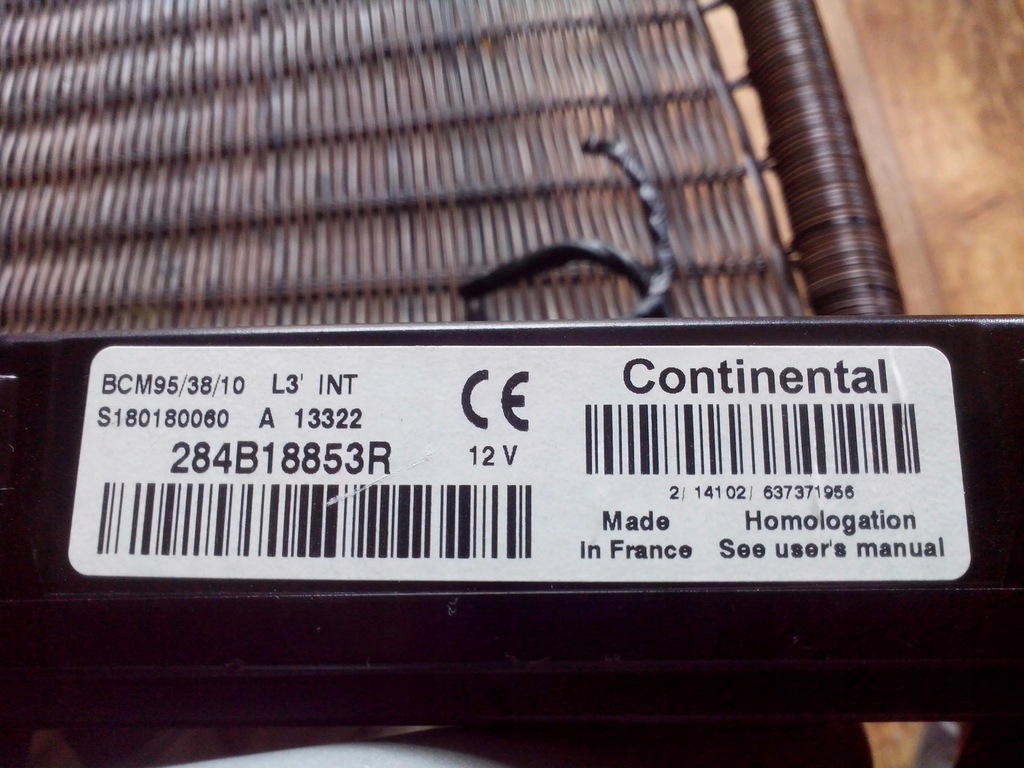 BCM95/38/10 L3' INT
S180180060 A 13322
284B18853R
CE
12 V
Continental
2/ 14102/ 637371956
Made
in France
Homologation
See user's manual